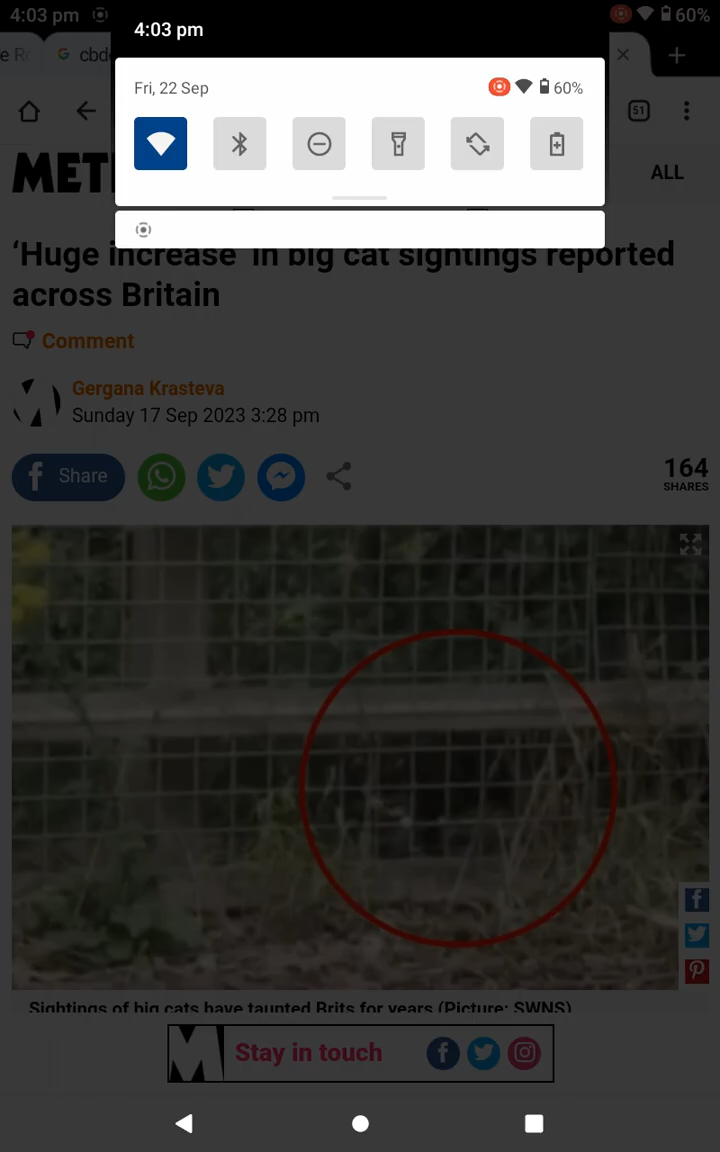 4:03 pm
60%
4:03 pm
cbd
51
Fri, 22 Sep
60%
MET
ALL
‘Huge increase’ in big cat sightings reported
across Britain
Comment
Gergana Krasteva
Sunday 17 Sep 2023 3:28 pm
Share
164
SHARES
Sightings of big cats have taunted Brits for years (Picture: SWNS)
Stay in touch